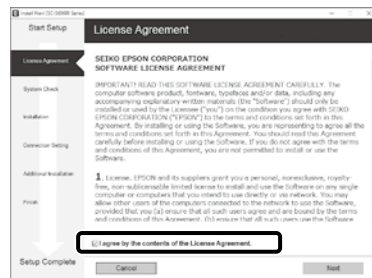 Install Navi [SC-S0600 Series]
Start Setup
License Agreement
License Agreement
System Check
Installation
Connection Setting
Additional Installation
Finish
Setup Complete
SEIKO EPSON CORPORATION
SOFTWARE LICENSE AGREEMENT
IMPORTANT! READ THIS SOFTWARE LICENSE AGREEMENT CAREFULLY. The
computer software product, fontware, typefaces and/or data, including any
accompanying explanatory written materials (the "Software") should only be
installed or used by the Licensee ("you") on the condition you agree with SEIKO
EPSON CORPORATION ("EPSON") to the terms and conditions set forth in this
Agreement. By installing or using the Software, you are representing to agree all the
terms and conditions set forth in this Agreement. You should read this Agreement
carefully before installing or using the Software. If you do not agree with the terms
and conditions of this Agreement, you are not permitted to install or use the
Software.
1. License. EPSON and its suppliers grant you a personal, nonexclusive, royalty-
free, non-sublicensable limited license to install and use the Software on any single
computer or computers that you intend to use directly or via network. You may
allow other users of the computers connected to the network to use the Software,
provided that you (a) ensure that all such users agree and are bound by the terms
and conditions of this Agreement, (b) ensure that all such users use the Software
I agree by the contents of the License Agreement.
Cancel
Next